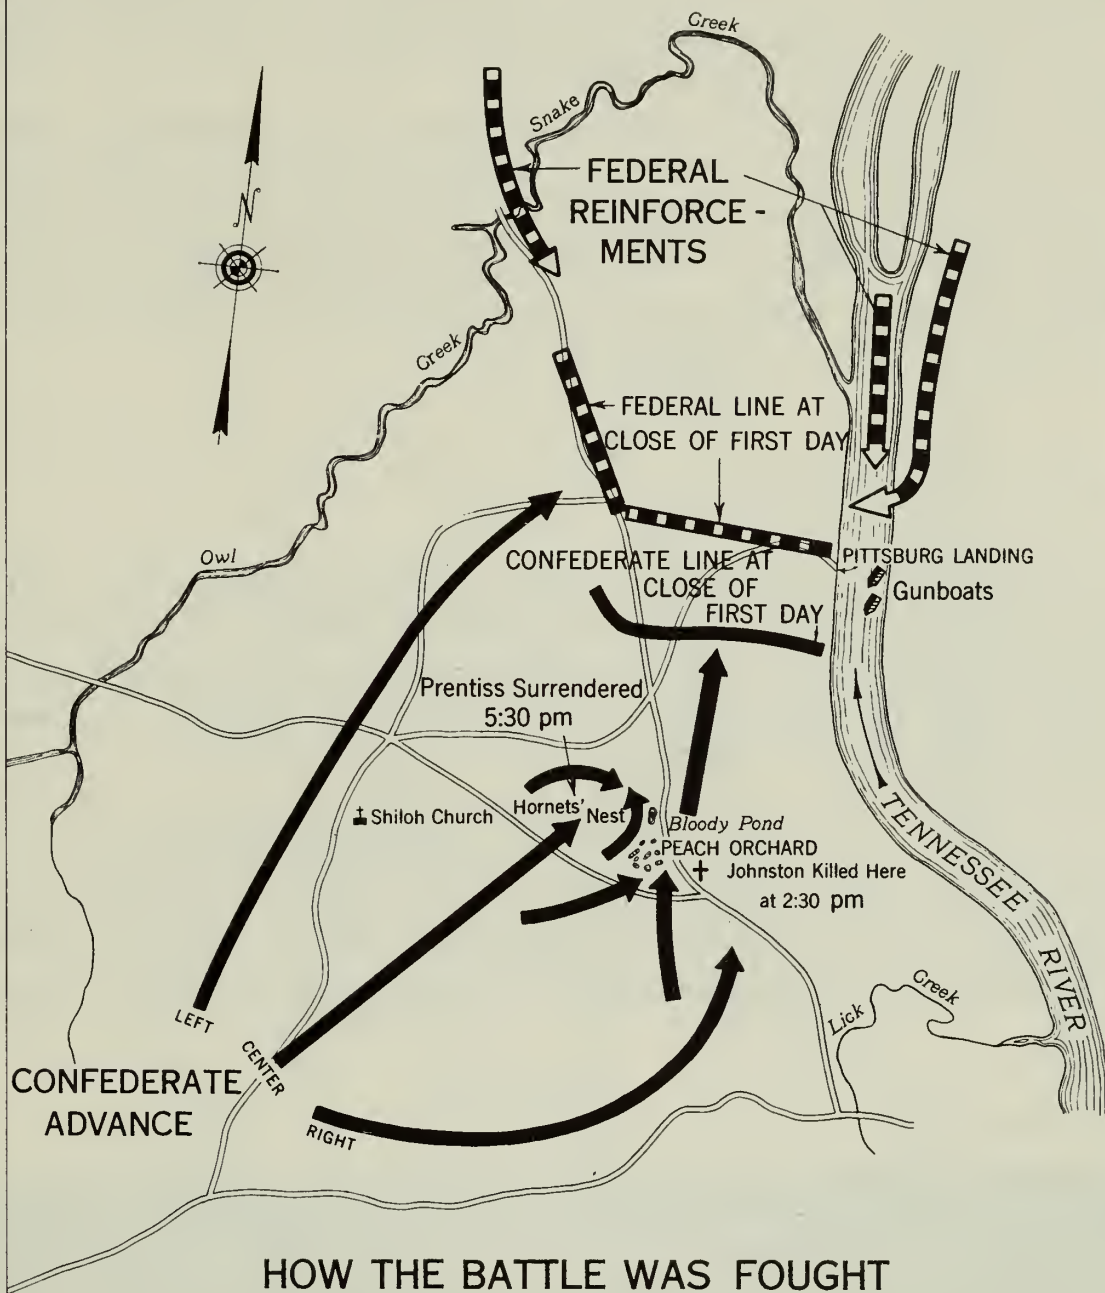 Creek
Snake
N
FEDERAL
REINFORCE-
MENTS
Creek
FEDERAL LINE AT
CLOSE OF FIRST DAY
Owl
CONFEDERATE LINE AT
CLOSE OF
FIRST DAY
PITTSBURG LANDING
Gunboats
Prentiss Surrendered
5:30 pm
Shiloh Church
Hornets'
Nest
Bloody Pond
PEACH ORCHARD
Johnston Killed Here
at 2:30 pm
TENNESSEE
RIVER
Lick
Creek
LEFT
CENTER
RIGHT
CONFEDERATE
ADVANCE
HOW THE BATTLE WAS FOUGHT